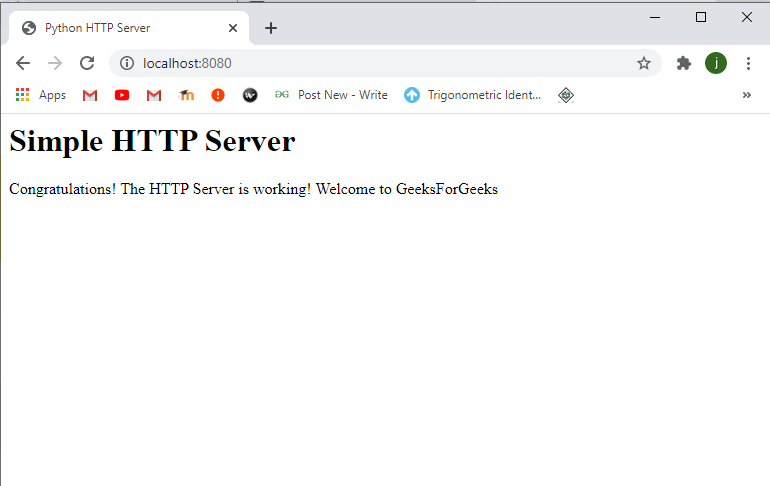 Python HTTP Server
localhost:8080
j
Apps
Post New - Write
Trigonometric Ident...
Simple HTTP Server
Congratulations! The HTTP Server is working! Welcome to GeeksForGeeks